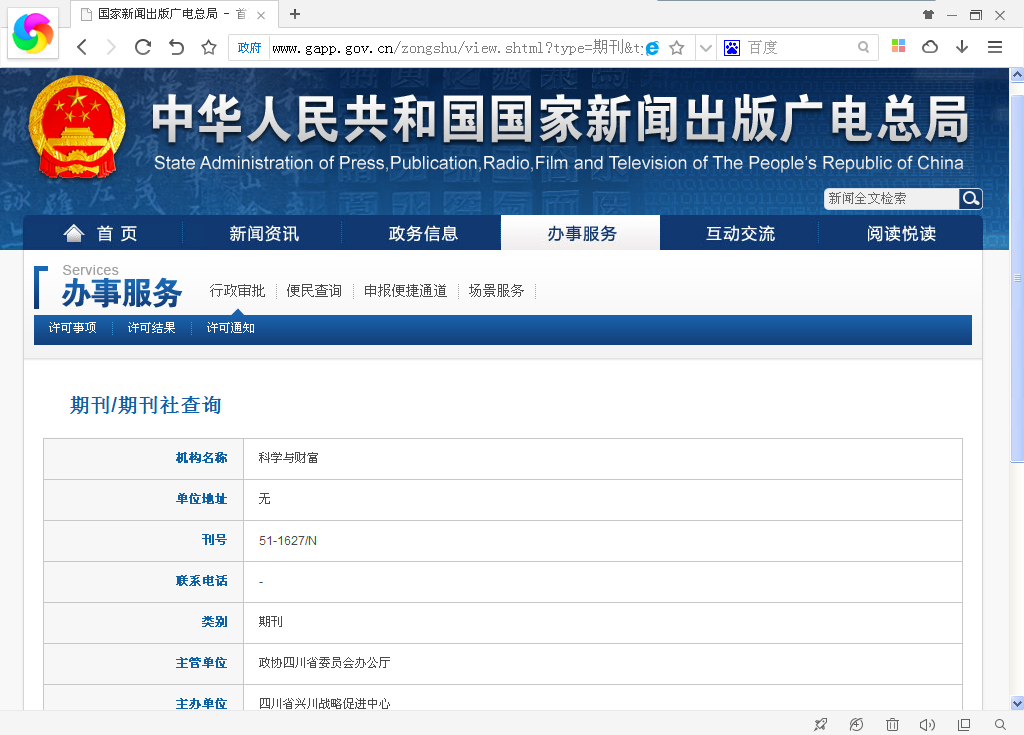 国家新闻出版广电总局 - 首
政府 www.gapp.gov.cn/zongshu/view.shtml?type=期刊&ty
百度
中华人民共和国国家新闻出版广电总局
State Administration of Press,Publication,Radio,Film and Television of The People's Republic of China
新闻全文检索
首 页 新闻资讯 政务信息 办事服务 互动交流 阅读悦读
Services
办事服务 行政审批 便民查询 申报便捷通道 场景服务
许可事项 许可结果 许可通知
期刊/期刊社查询
机构名称 科学与财富
单位地址 无
刊号 51-1627/N
联系电话 -
类别 期刊
主管单位 政协四川省委员会办公厅
主办单位 四川省兴川战略促进中心